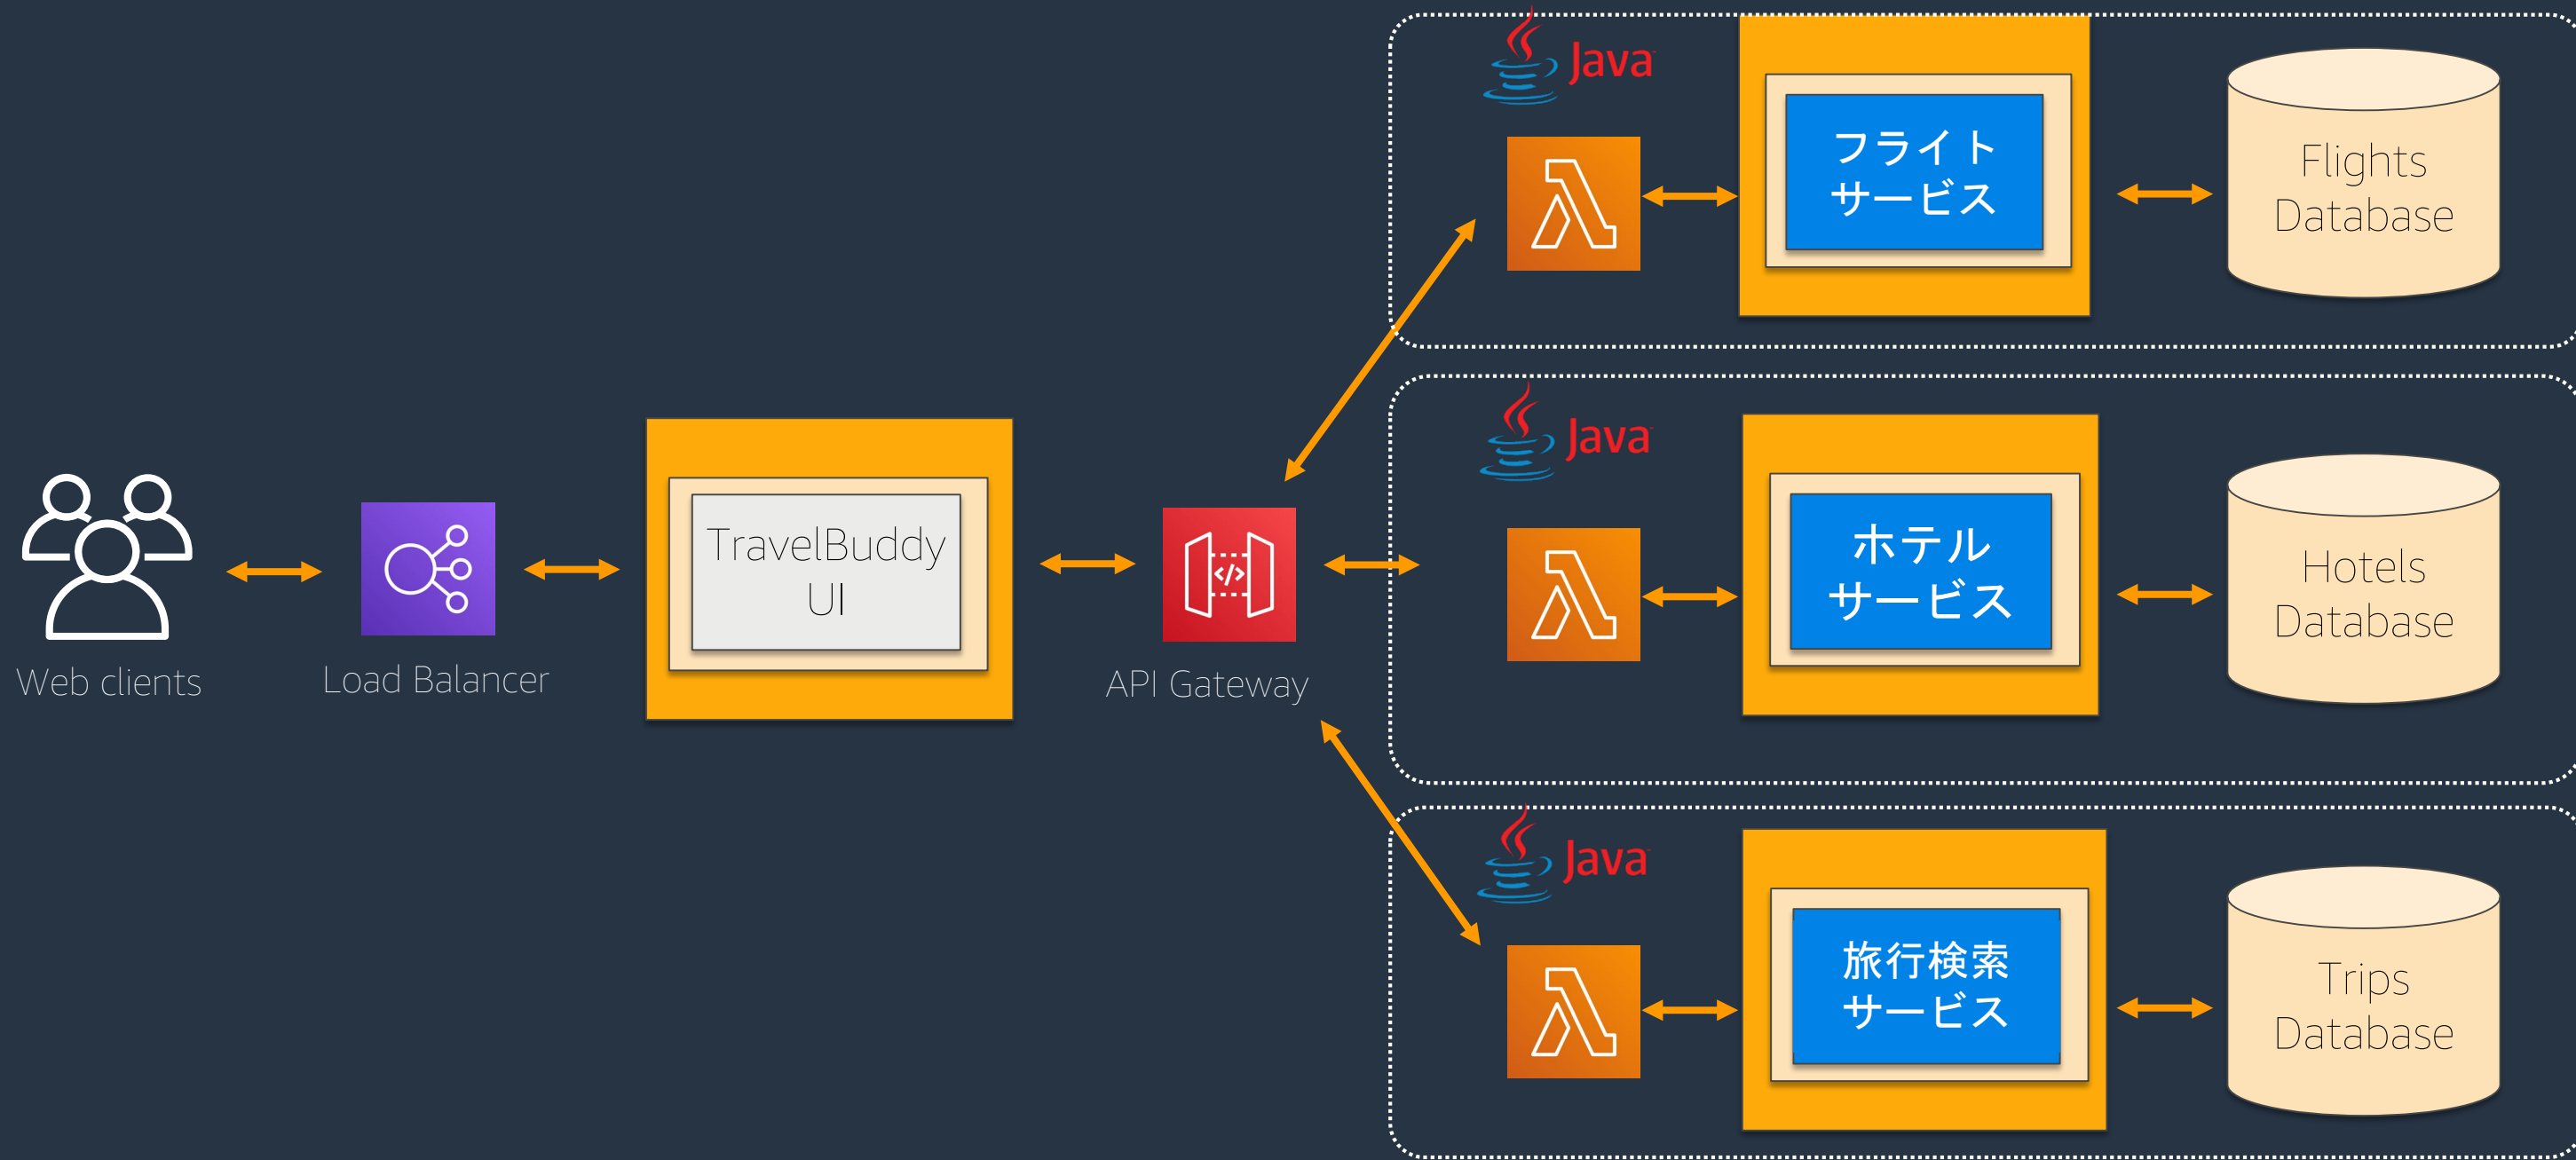 Java
フライト
サービス
Flights
Database
Java
TravelBuddy
UI
ホテル
サービス
Hotels
Database
Web clients
Load Balancer
API Gateway
Java
旅行検索
サービス
Trips
Database